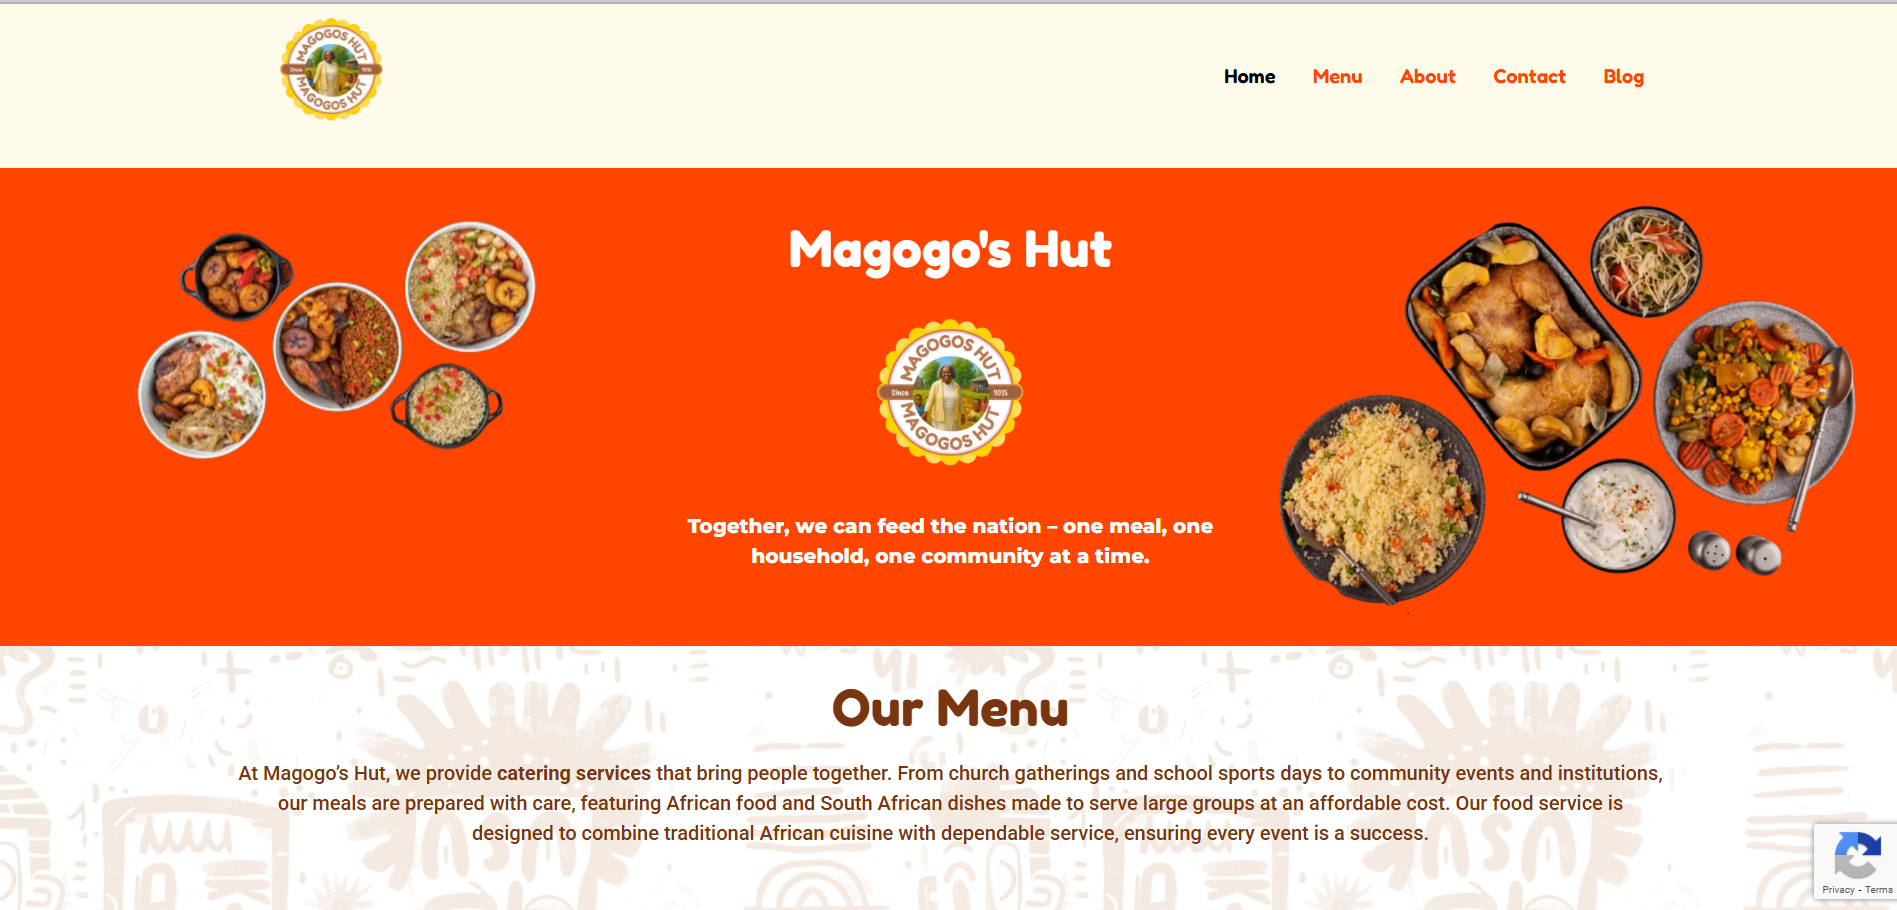 MAGOGOS HUT
Since
MAGOGOS HUT
Home
Menu
About
Contact
Blog
Magogo's Hut
MAGOGOS HUT
Since
MAGOGOS HUT
Together, we can feed the nation – one meal, one
household, one community at a time.
Our Menu
At Magogo’s Hut, we provide catering services that bring people together. From church gatherings and school sports days to community events and institutions,
our meals are prepared with care, featuring African food and South African dishes made to serve large groups at an affordable cost. Our food service is
designed to combine traditional African cuisine with dependable service, ensuring every event is a success.
Privacy - Terms